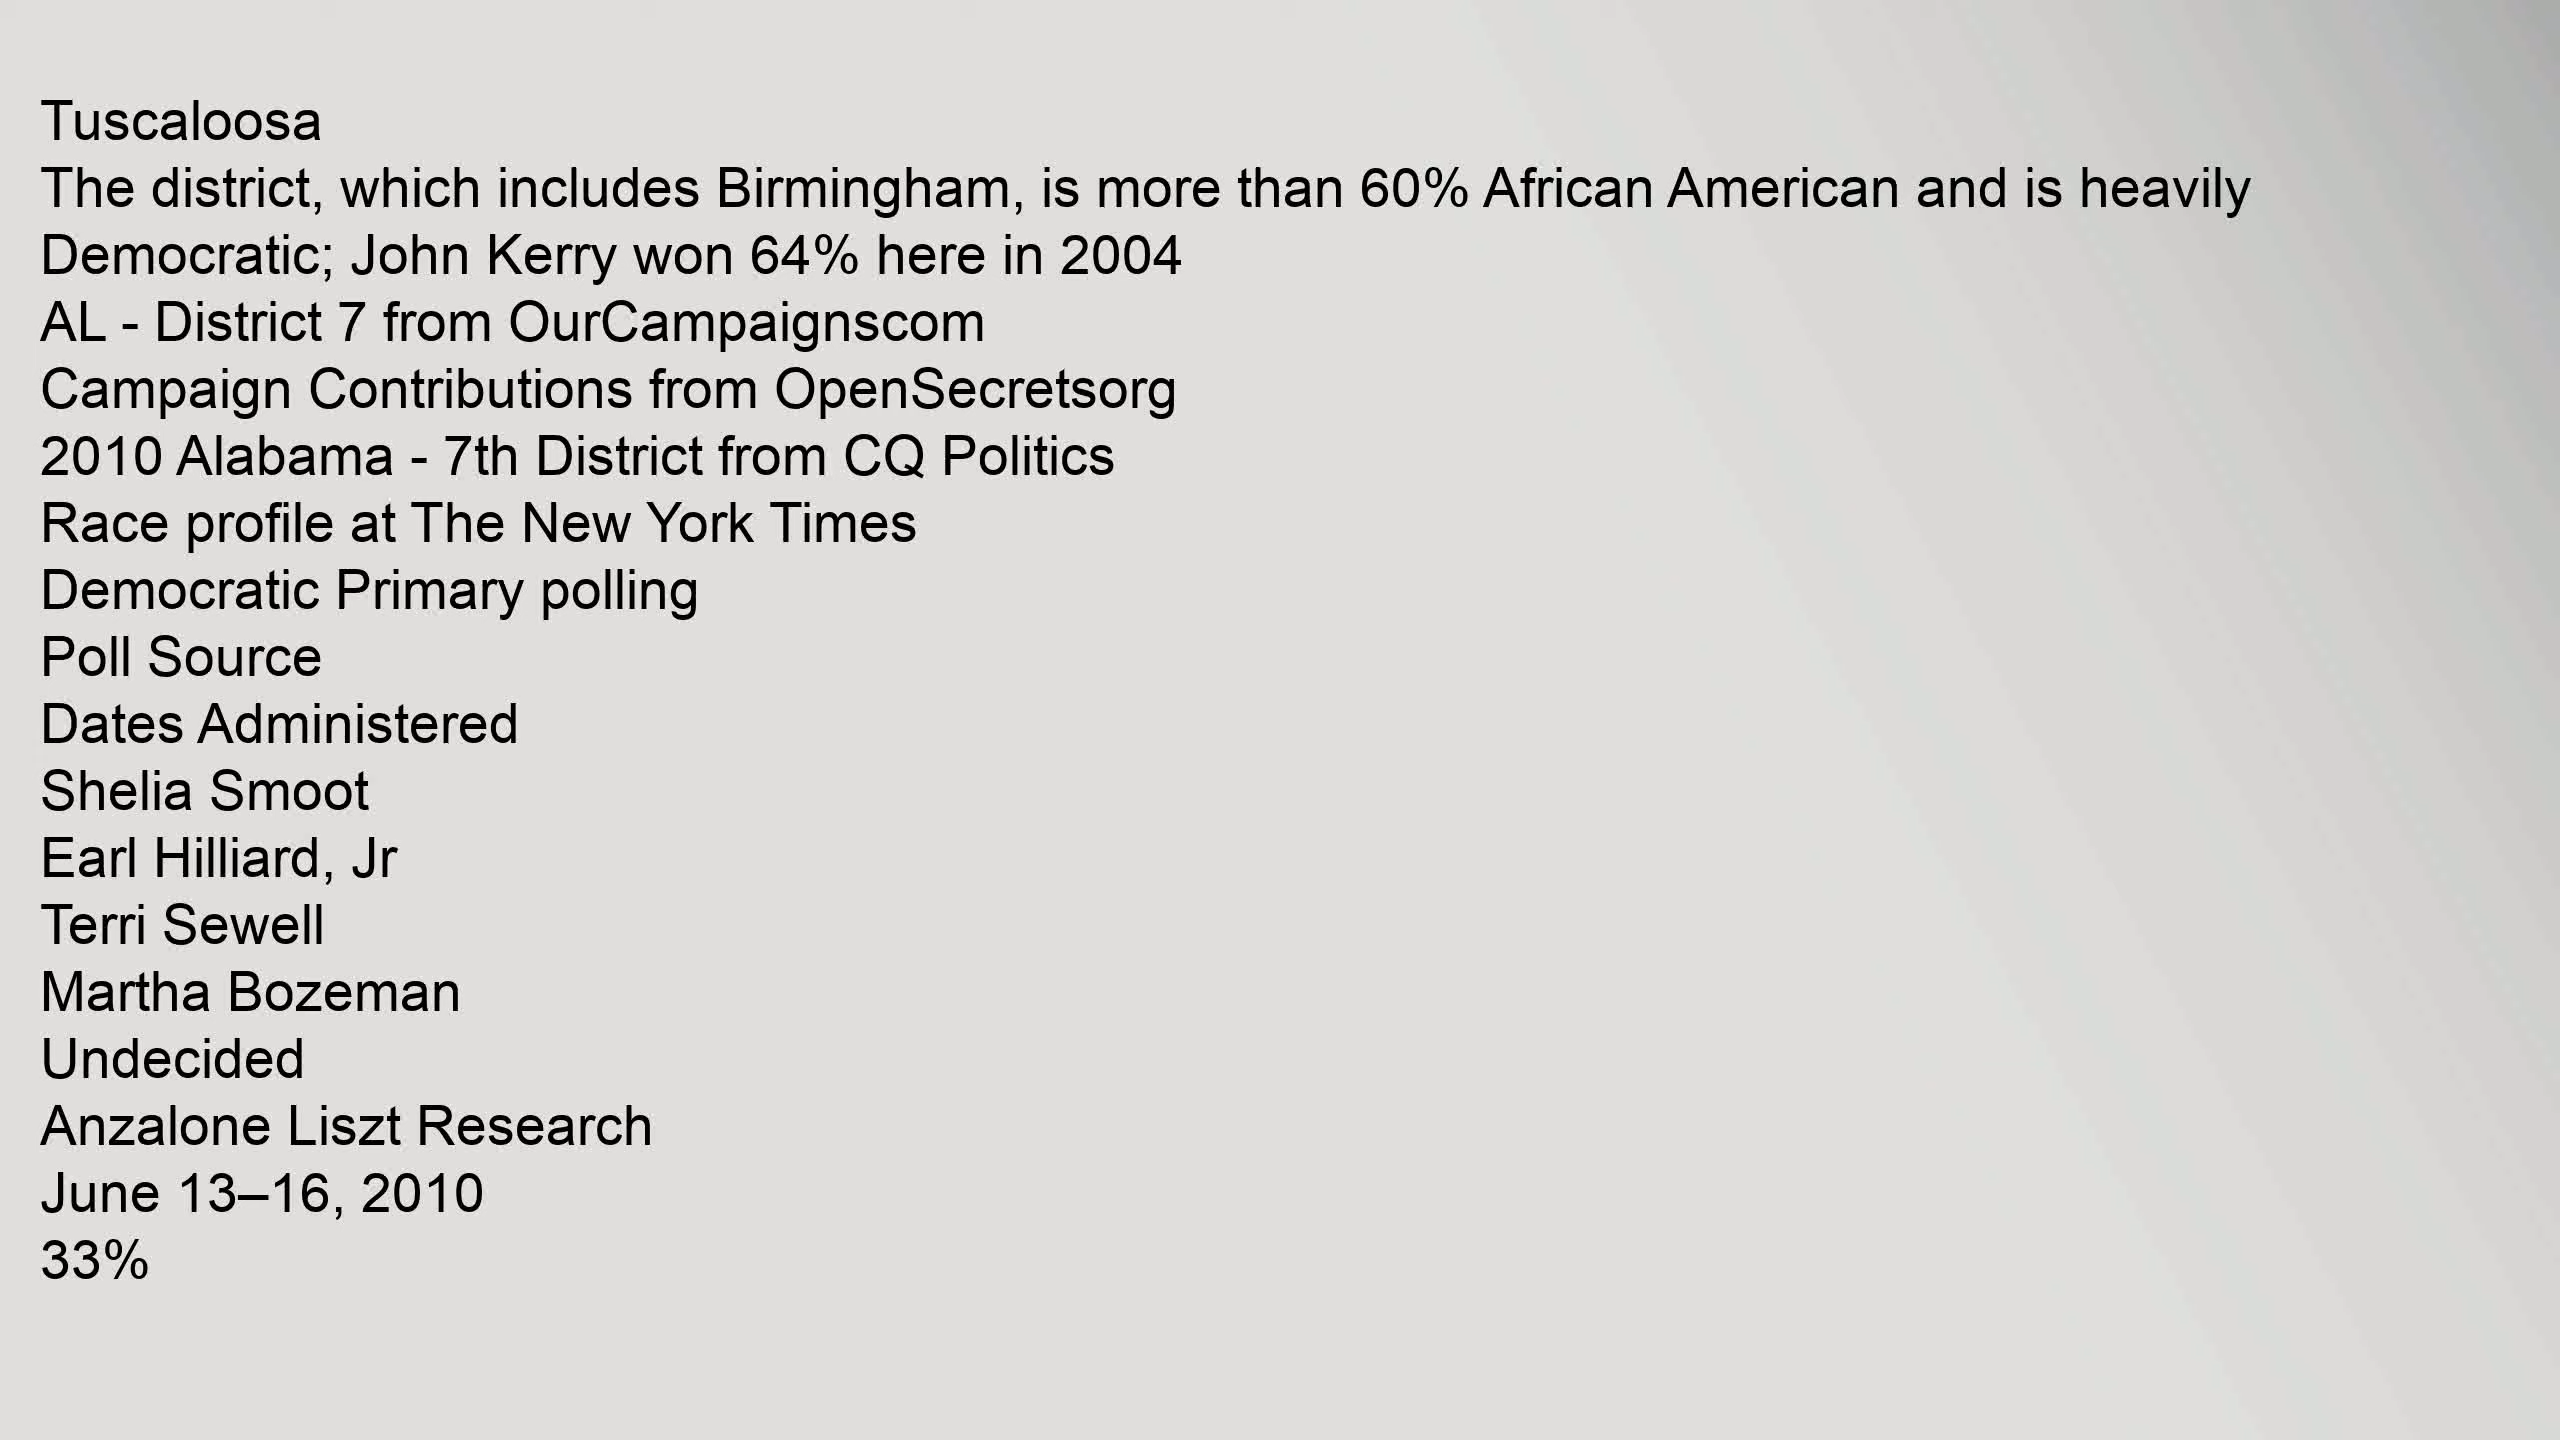 Tuscaloosa
The district, which includes Birmingham, is more than 60% African American and is heavily
Democratic; John Kerry won 64% here in 2004
AL - District 7 from OurCampaignscom
Campaign Contributions from OpenSecretsorg
2010 Alabama - 7th District from CQ Politics
Race profile at The New York Times
Democratic Primary polling
Poll Source
Dates Administered
Shelia Smoot
Earl Hilliard, Jr
Terri Sewell
Martha Bozeman
Undecided
Anzalone Liszt Research
June 13–16, 2010
33%